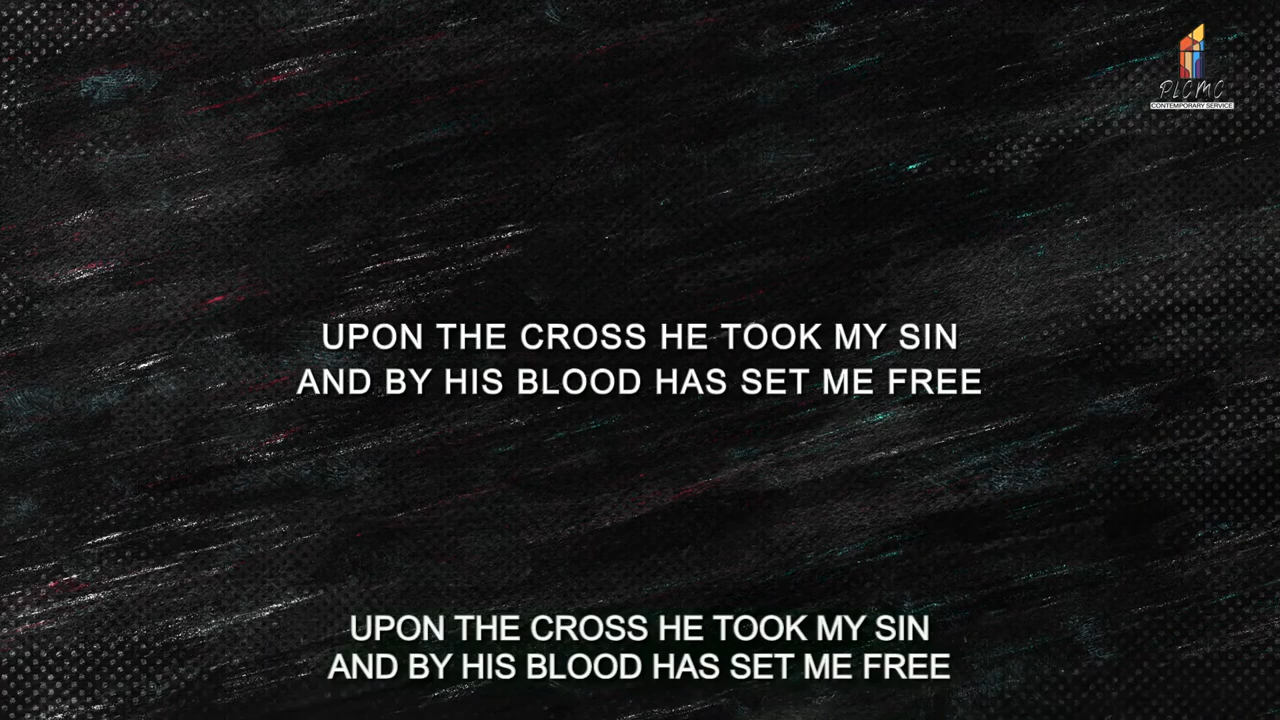 PLCMC
CONTEMPORARY SERVICE
UPON THE CROSS HE TOOK MY SIN
AND BY HIS BLOOD HAS SET ME FREE
UPON THE CROSS HE TOOK MY SIN
AND BY HIS BLOOD HAS SET ME FREE